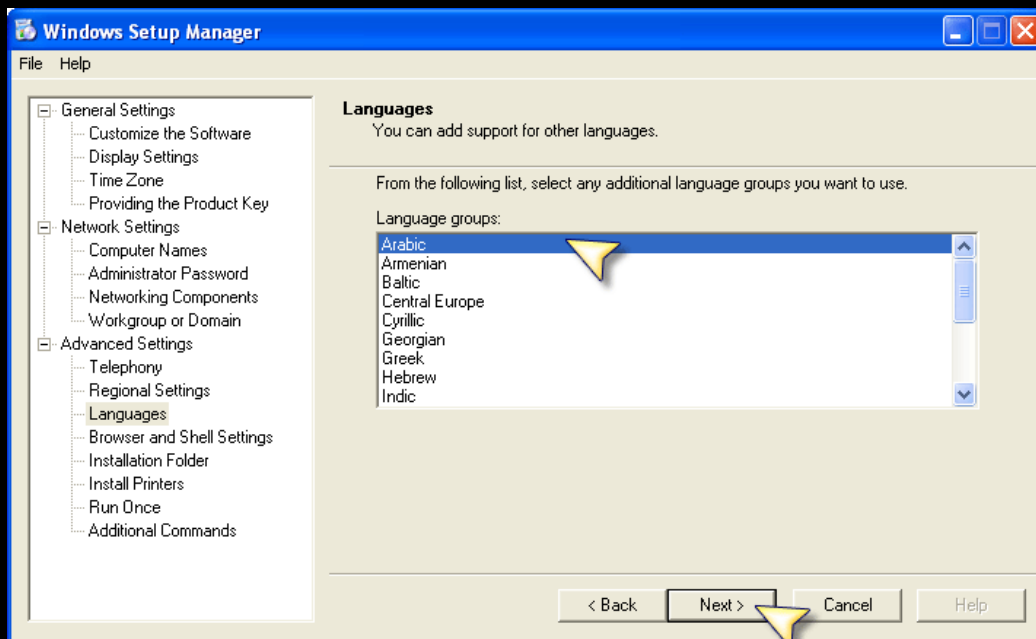 Windows Setup Manager
File Help
General Settings
Customize the Software
Display Settings
Time Zone
Providing the Product Key
Network Settings
Computer Names
Administrator Password
Networking Components
Workgroup or Domain
Advanced Settings
Telephony
Regional Settings
Languages
Browser and Shell Settings
Installation Folder
Install Printers
Run Once
Additional Commands
Languages
You can add support for other languages.
From the following list, select any additional language groups you want to use.
Language groups:
Arabic
Armenian
Baltic
Central Europe
Cyrillic
Georgian
Greek
Hebrew
Indic
< Back Next > Cancel Help